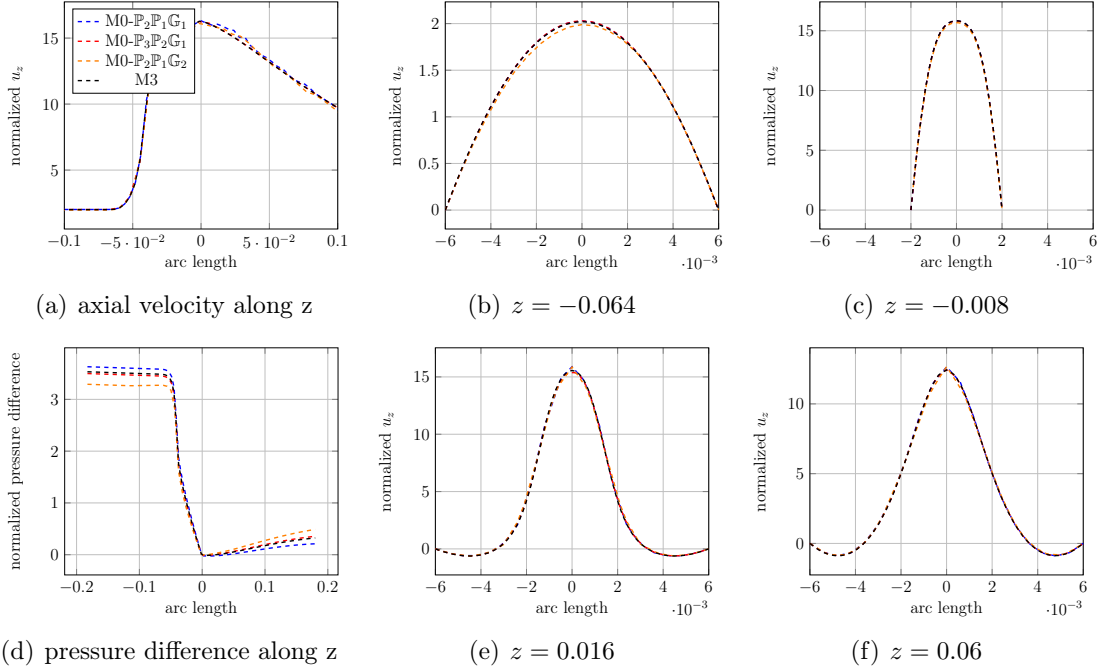 M0-ℙ₂ℙ₁𝔾₁
M0-ℙ₃ℙ₂𝔾₁
M0-ℙ₂ℙ₁𝔾₂
M3
15
10
5
normalized u_z
−0.1
−5 · 10⁻²
0
5 · 10⁻²
0.1
arc length
(a) axial velocity along z
2
1.5
1
0.5
0
normalized u_z
−6 −4 −2 0 2 4 6
arc length
·10⁻³
(b) z = −0.064
15
10
5
0
normalized u_z
−6 −4 −2 0 2 4 6
arc length
·10⁻³
(c) z = −0.008
3
2
1
0
normalized pressure difference
−0.2 −0.1 0 0.1 0.2
arc length
(d) pressure difference along z
15
10
5
0
normalized u_z
−6 −4 −2 0 2 4 6
arc length
·10⁻³
(e) z = 0.016
10
5
0
normalized u_z
−6 −4 −2 0 2 4 6
arc length
·10⁻³
(f) z = 0.06